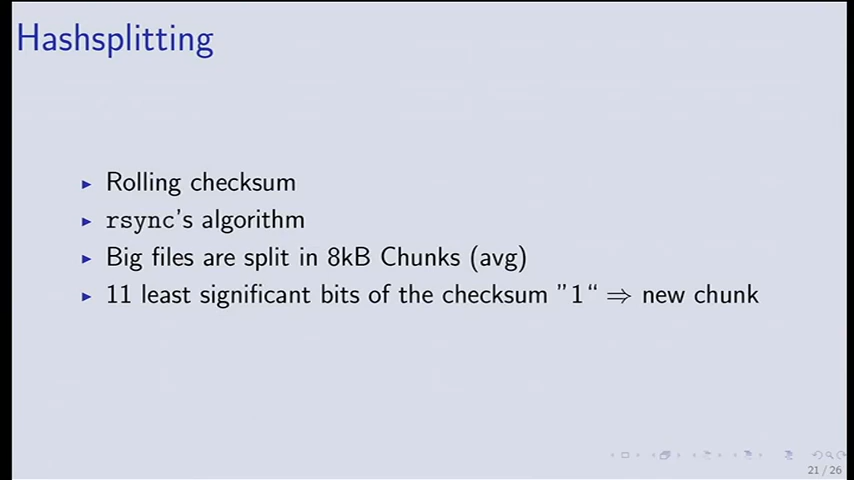 Hashsplitting
Rolling checksum
rsync's algorithm
Big files are split in 8kB Chunks (avg)
11 least significant bits of the checksum ”1“ ⇒ new chunk
21 / 26